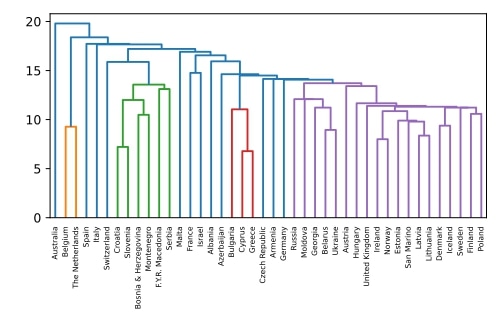 20
15
10
5
0
Australia
Belgium
The Netherlands
Spain
Italy
Switzerland
Croatia
Slovenia
Bosnia & Herzegovina
Montenegro
F.Y.R. Macedonia
Serbia
Malta
France
Israel
Albania
Azerbaijan
Bulgaria
Cyprus
Greece
Czech Republic
Armenia
Germany
Russia
Moldova
Georgia
Belarus
Ukraine
Austria
Hungary
United Kingdom
Ireland
Norway
Estonia
San Marino
Latvia
Lithuania
Denmark
Iceland
Sweden
Finland
Poland